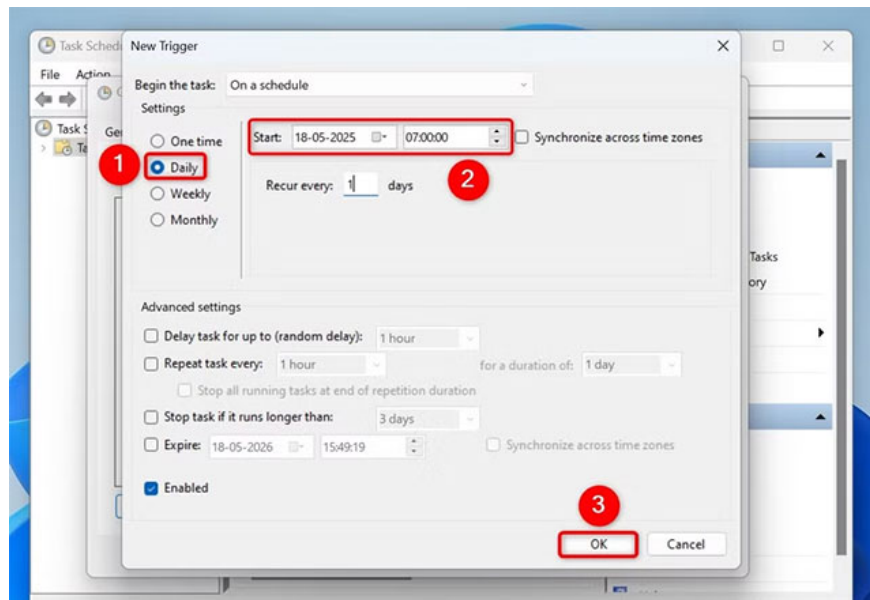 Task Sched
New Trigger
File Action
Begin the task: On a schedule
Settings
Task S
Ge
One time
Start: 18-05-2025 07:00:00 Synchronize across time zones
Ta
1
Daily
Recur every: 1 days
2
Weekly
Monthly
Tasks
ory
Advanced settings
Delay task for up to (random delay): 1 hour
Repeat task every: 1 hour for a duration of: 1 day
Stop all running tasks at end of repetition duration
Stop task if it runs longer than: 3 days
Expire: 18-05-2026 15:49:19 Synchronize across time zones
Enabled
3
OK Cancel